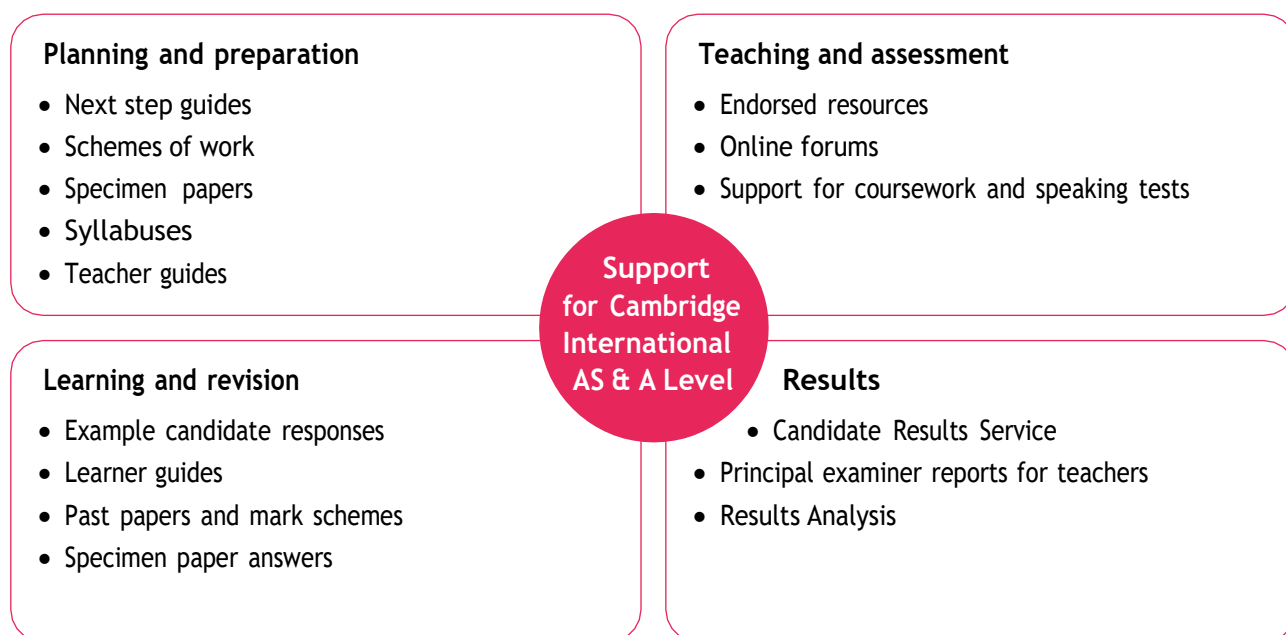 Planning and preparation
• Next step guides
• Schemes of work
• Specimen papers
• Syllabuses
• Teacher guides
Teaching and assessment
• Endorsed resources
• Online forums
• Support for coursework and speaking tests
Support
for Cambridge
International
AS & A Level
Learning and revision
• Example candidate responses
• Learner guides
• Past papers and mark schemes
• Specimen paper answers
Results
• Candidate Results Service
• Principal examiner reports for teachers
• Results Analysis